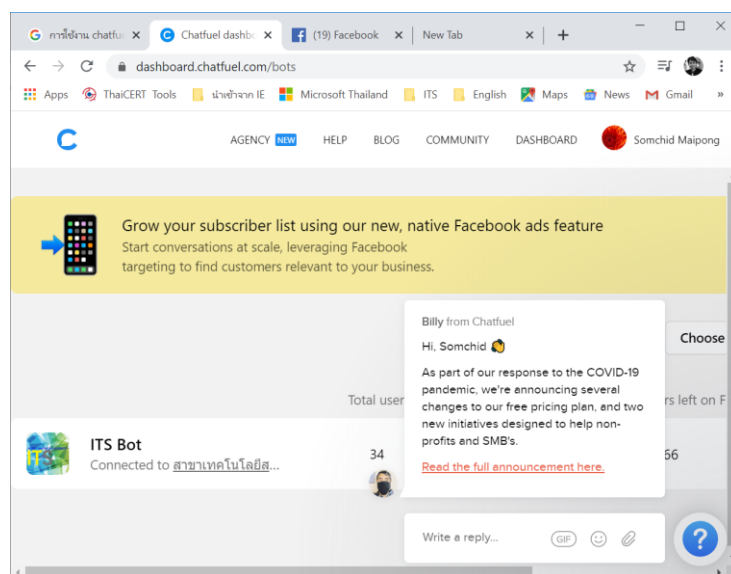 การใช้งาน chatfu
Chatfuel dashbo
(19) Facebook
New Tab
dashboard.chatfuel.com/bots
Apps
ThaiCERT Tools
นำเข้าจาก IE
Microsoft Thailand
ITS
English
Maps
News
Gmail
AGENCY NEW
HELP
BLOG
COMMUNITY
DASHBOARD
Somchid Maipong
Grow your subscriber list using our new, native Facebook ads feature
Start conversations at scale, leveraging Facebook
targeting to find customers relevant to your business.
Billy from Chatfuel
Hi, Somchid
As part of our response to the COVID-19
pandemic, we're announcing several
changes to our free pricing plan, and two
new initiatives designed to help non-
profits and SMB's.
Read the full announcement here.
Choose
Total user
rs left on F
ITS Bot
Connected to สาขาเทคโนโลยีส...
34
66
Write a reply...
GIF
?